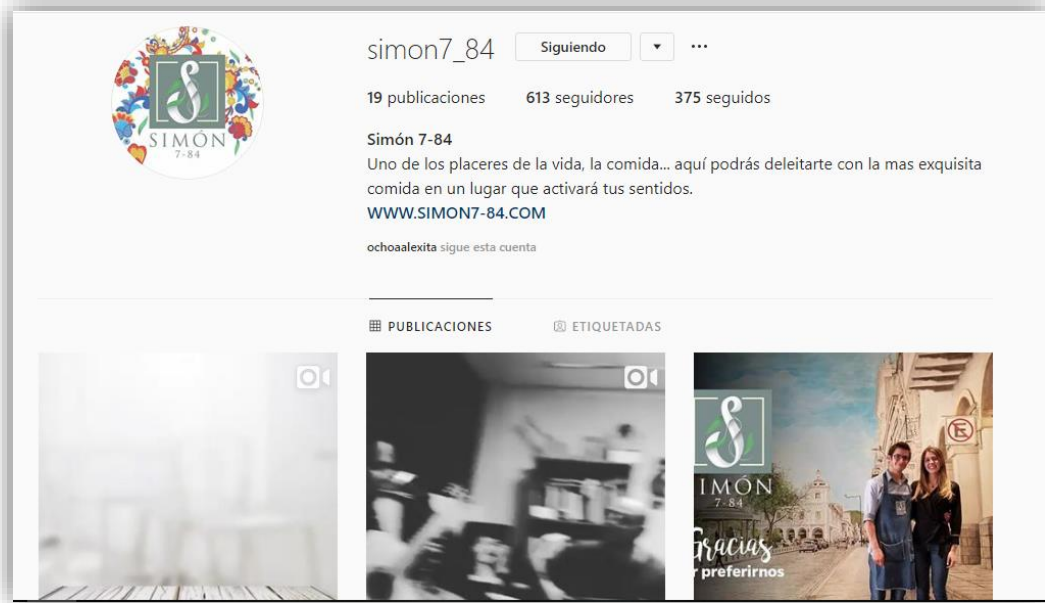 simon7_84 Siguiendo
19 publicaciones 613 seguidores 375 seguidos
Simón 7-84
Uno de los placeres de la vida, la comida... aquí podrás deleitarte con la mas exquisita
comida en un lugar que activará tus sentidos.
WWW.SIMON7-84.COM
ochoaalexita sigue esta cuenta
S
SIMÓN
7-84
PUBLICACIONES ETIQUETADAS
S
IMÓN
7-84
E
Gracias
r preferirnos